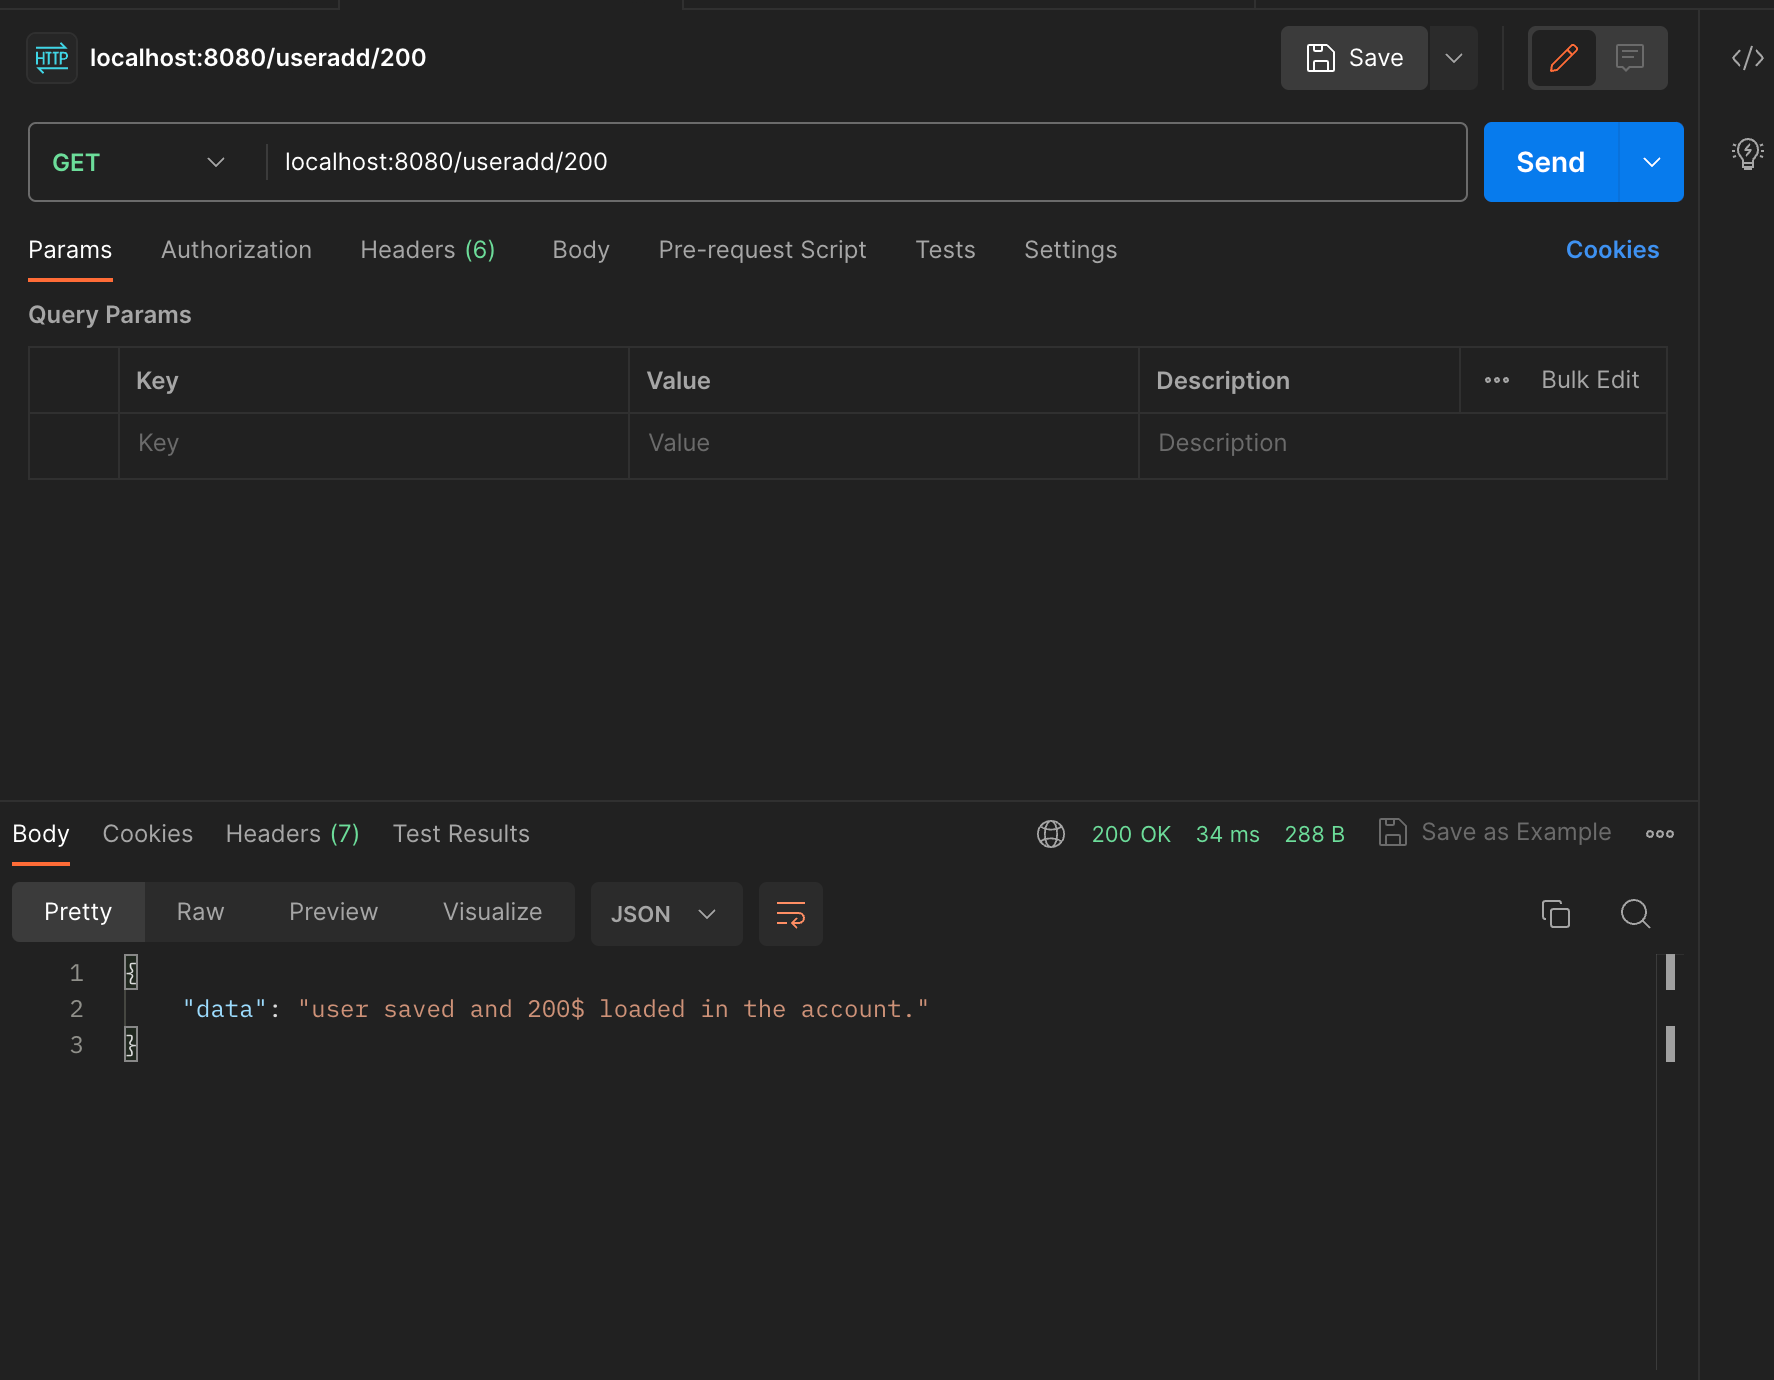 HTTP localhost:8080/useradd/200 Save
GET localhost:8080/useradd/200 Send
Params Authorization Headers (6) Body Pre-request Script Tests Settings Cookies
Query Params
Key Value Description Bulk Edit
Key Value Description
Body Cookies Headers (7) Test Results 200 OK 34 ms 288 B Save as Example
Pretty Raw Preview Visualize JSON
1 {
2 "data": "user saved and 200$ loaded in the account."
3 }